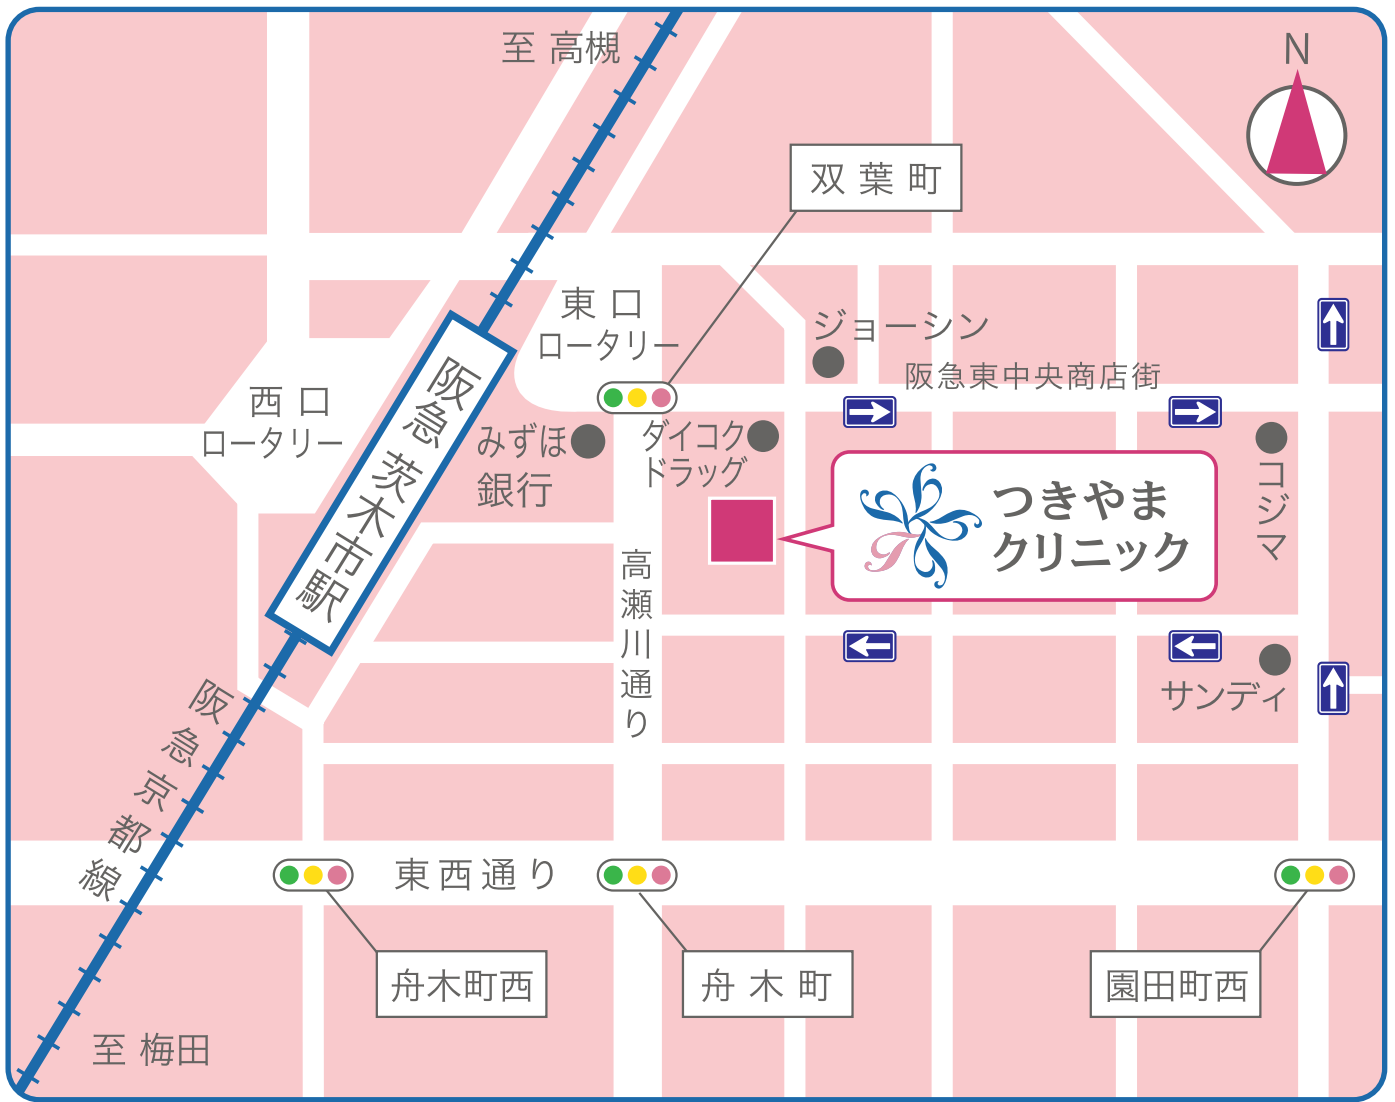 至 高槻
N
双葉町
東口
ロータリー
ジョーシン
阪急東中央商店街
西口
ロータリー
阪急 茨木市駅
みずほ
銀行
ダイコク
ドラッグ
つきやま
クリニック
コジマ
高瀬川通り
サンディ
阪急京都線
東西通り
舟木町西
舟木町
園田町西
至 梅田